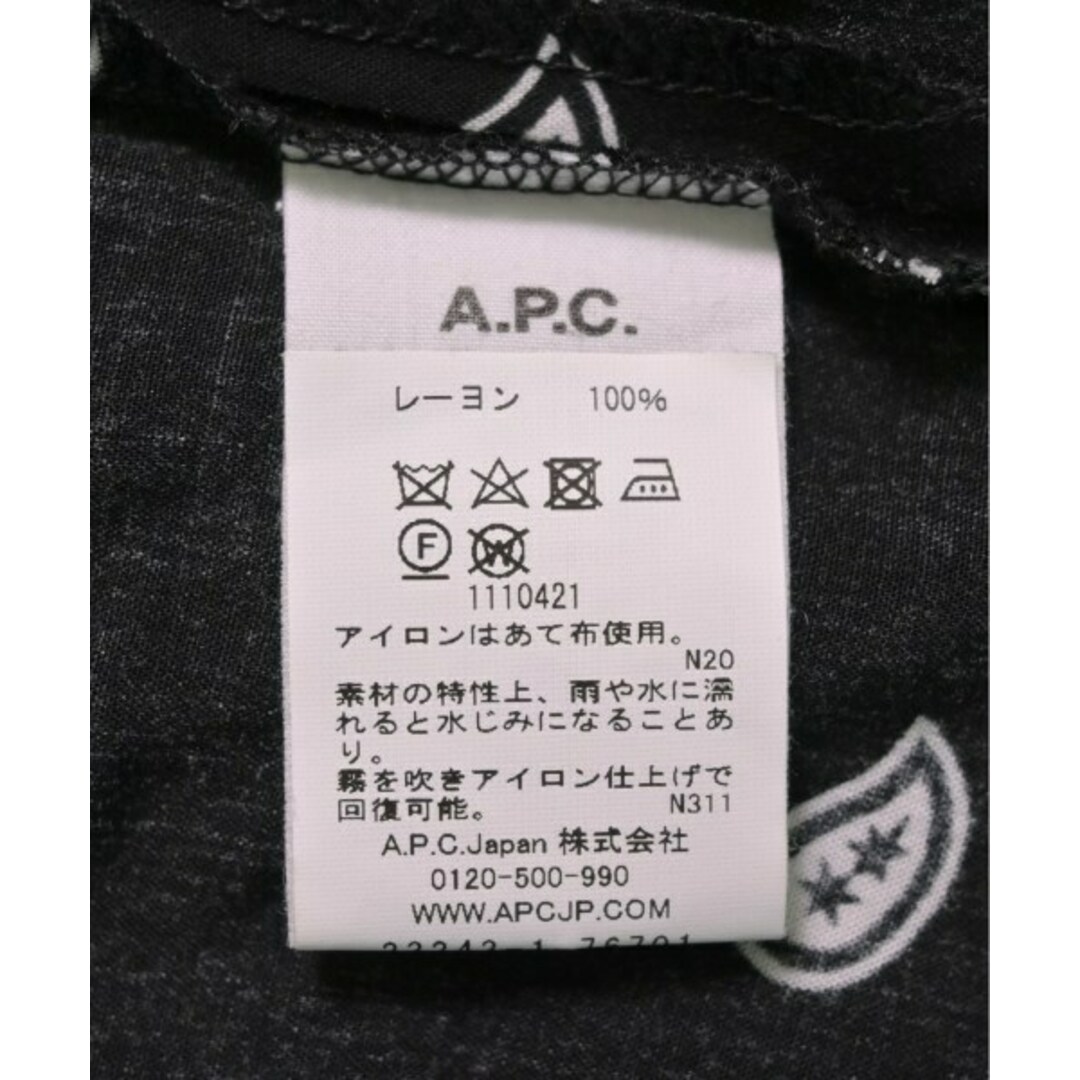 A.P.C.
レーヨン 100%
F
W
1110421
アイロンはあて布使用。
N20
素材の特性上、雨や水に濡
れると水じみになることあ
り。
霧を吹きアイロン仕上げで
回復可能。 N311
A.P.C.Japan 株式会社
0120-500-990
WWW.APCJP.COM